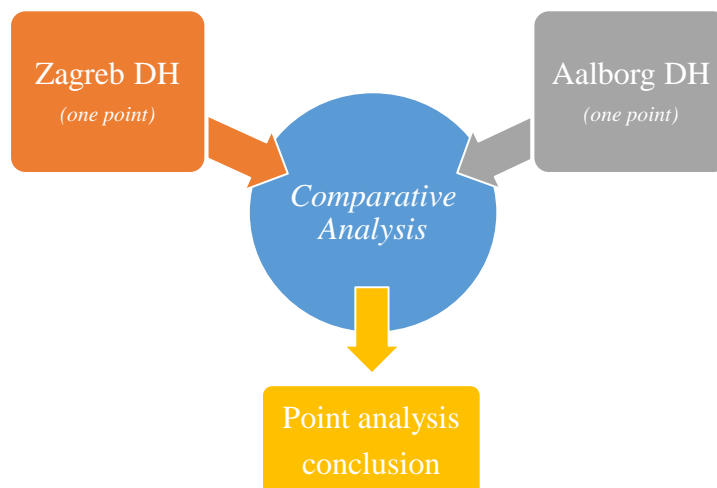 Zagreb DH
(one point)
Aalborg DH
(one point)
Comparative
Analysis
Point analysis
conclusion